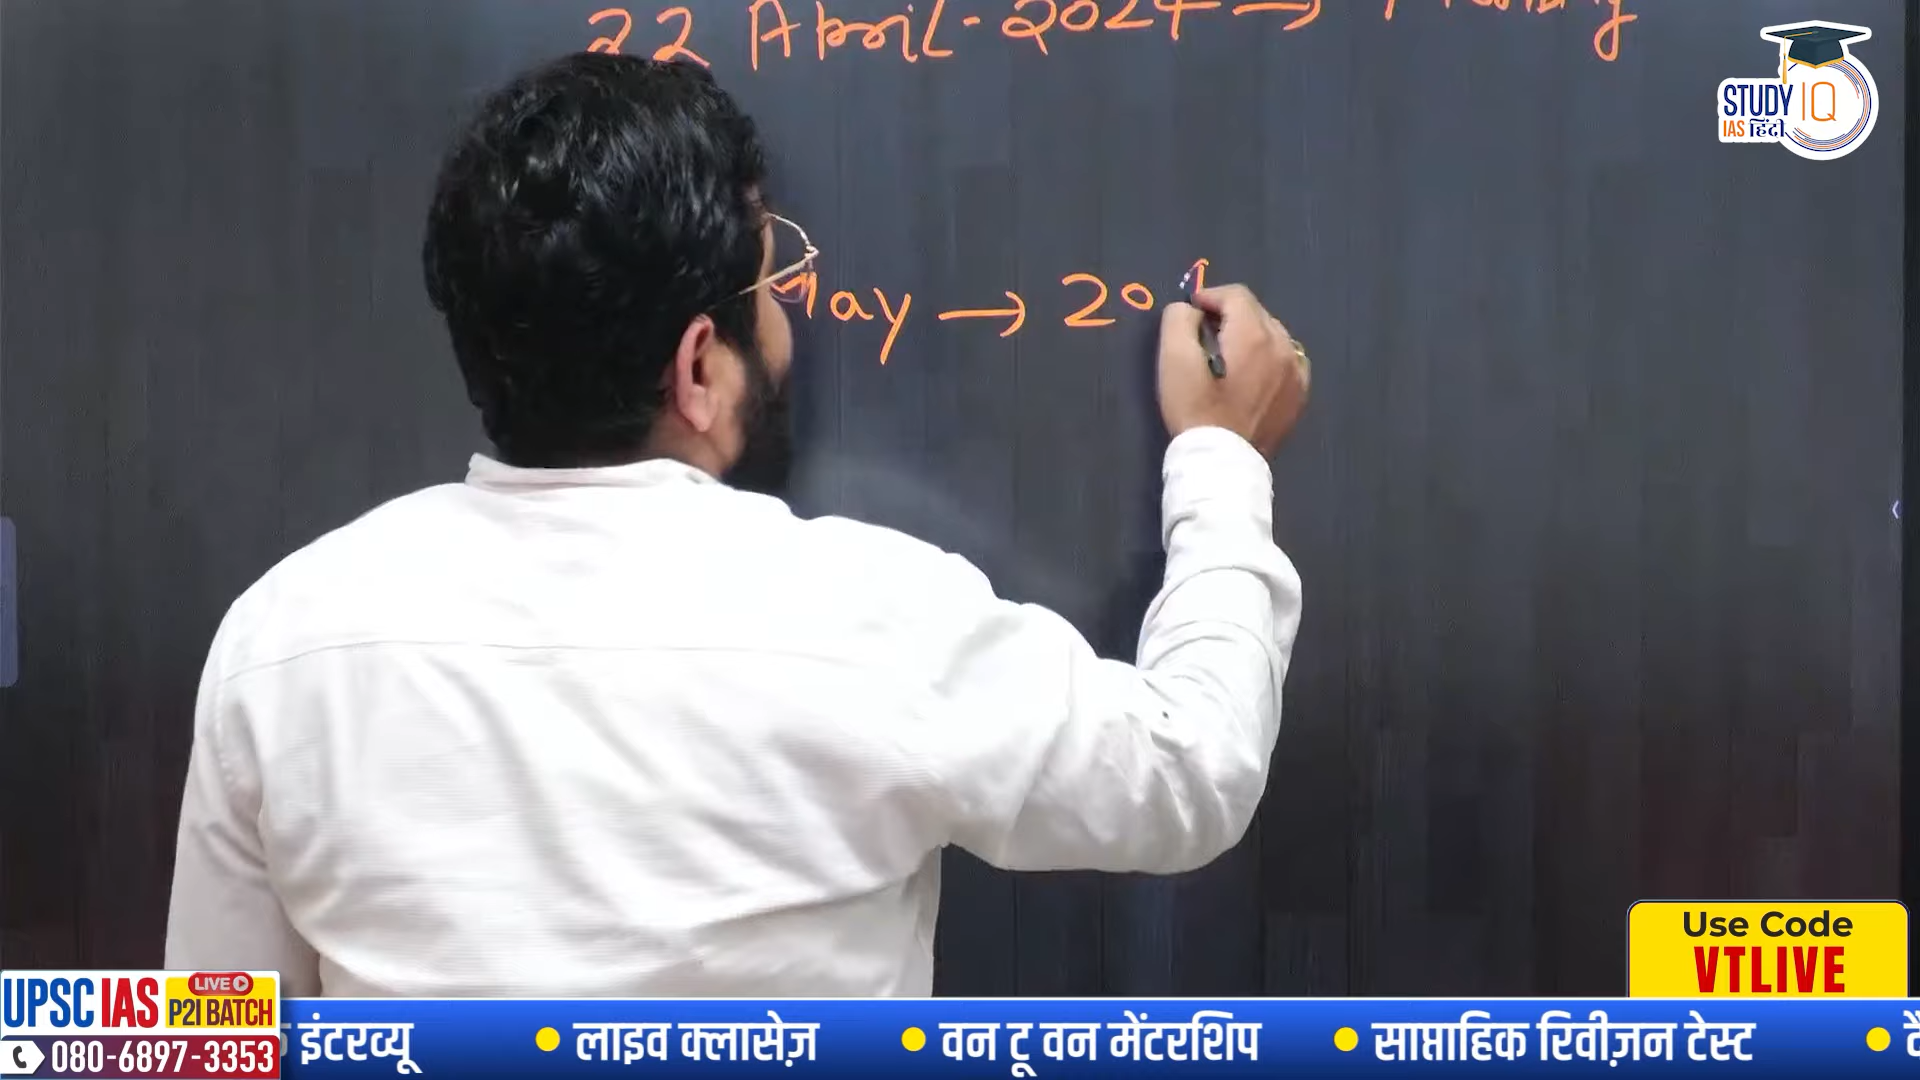 22 April-2024 →
STUDY IQ
IAS हिंदी
May → 20
Use Code
VTLIVE
UPSC IAS LIVE P2I BATCH
080-6897-3353
इंटरव्यू • लाइव क्लासेज़ • वन टू वन मेंटरशिप • साप्ताहिक रिवीज़न टेस्ट •